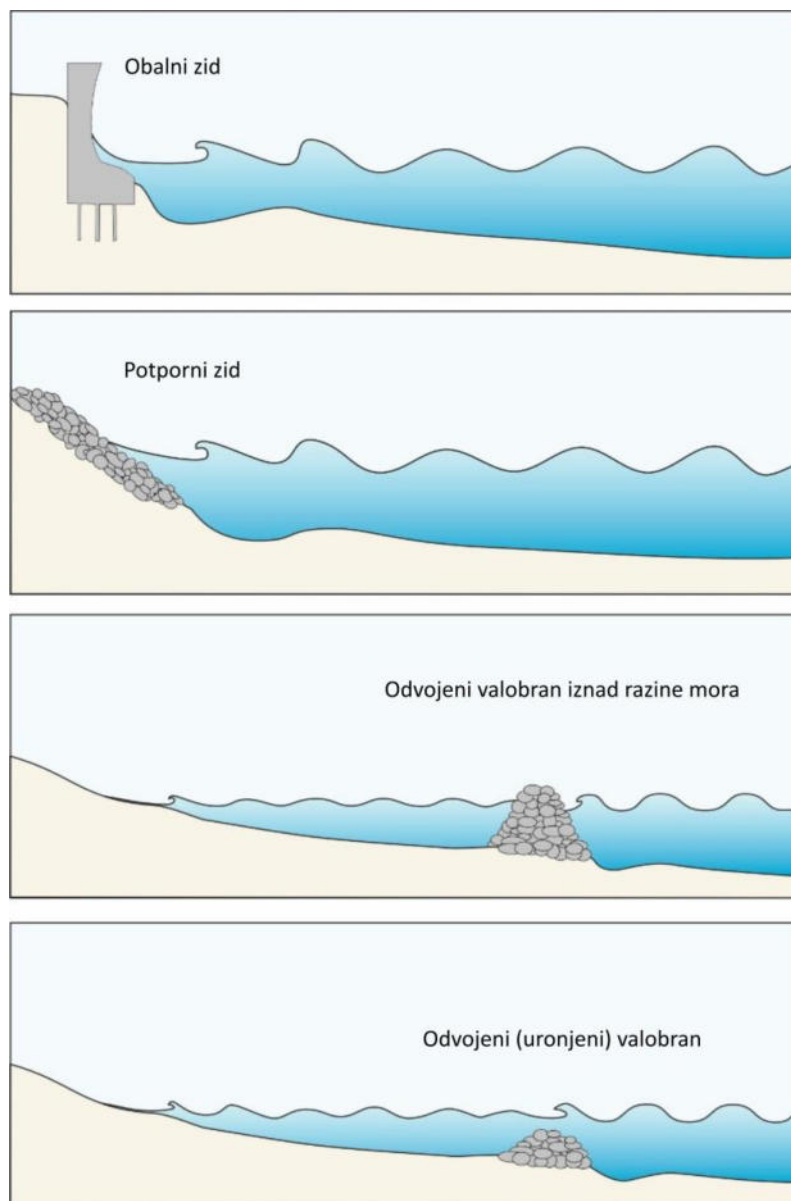 Obalni zid
Potporni zid
Odvojeni valobran iznad razine mora
Odvojeni (uronjeni) valobran